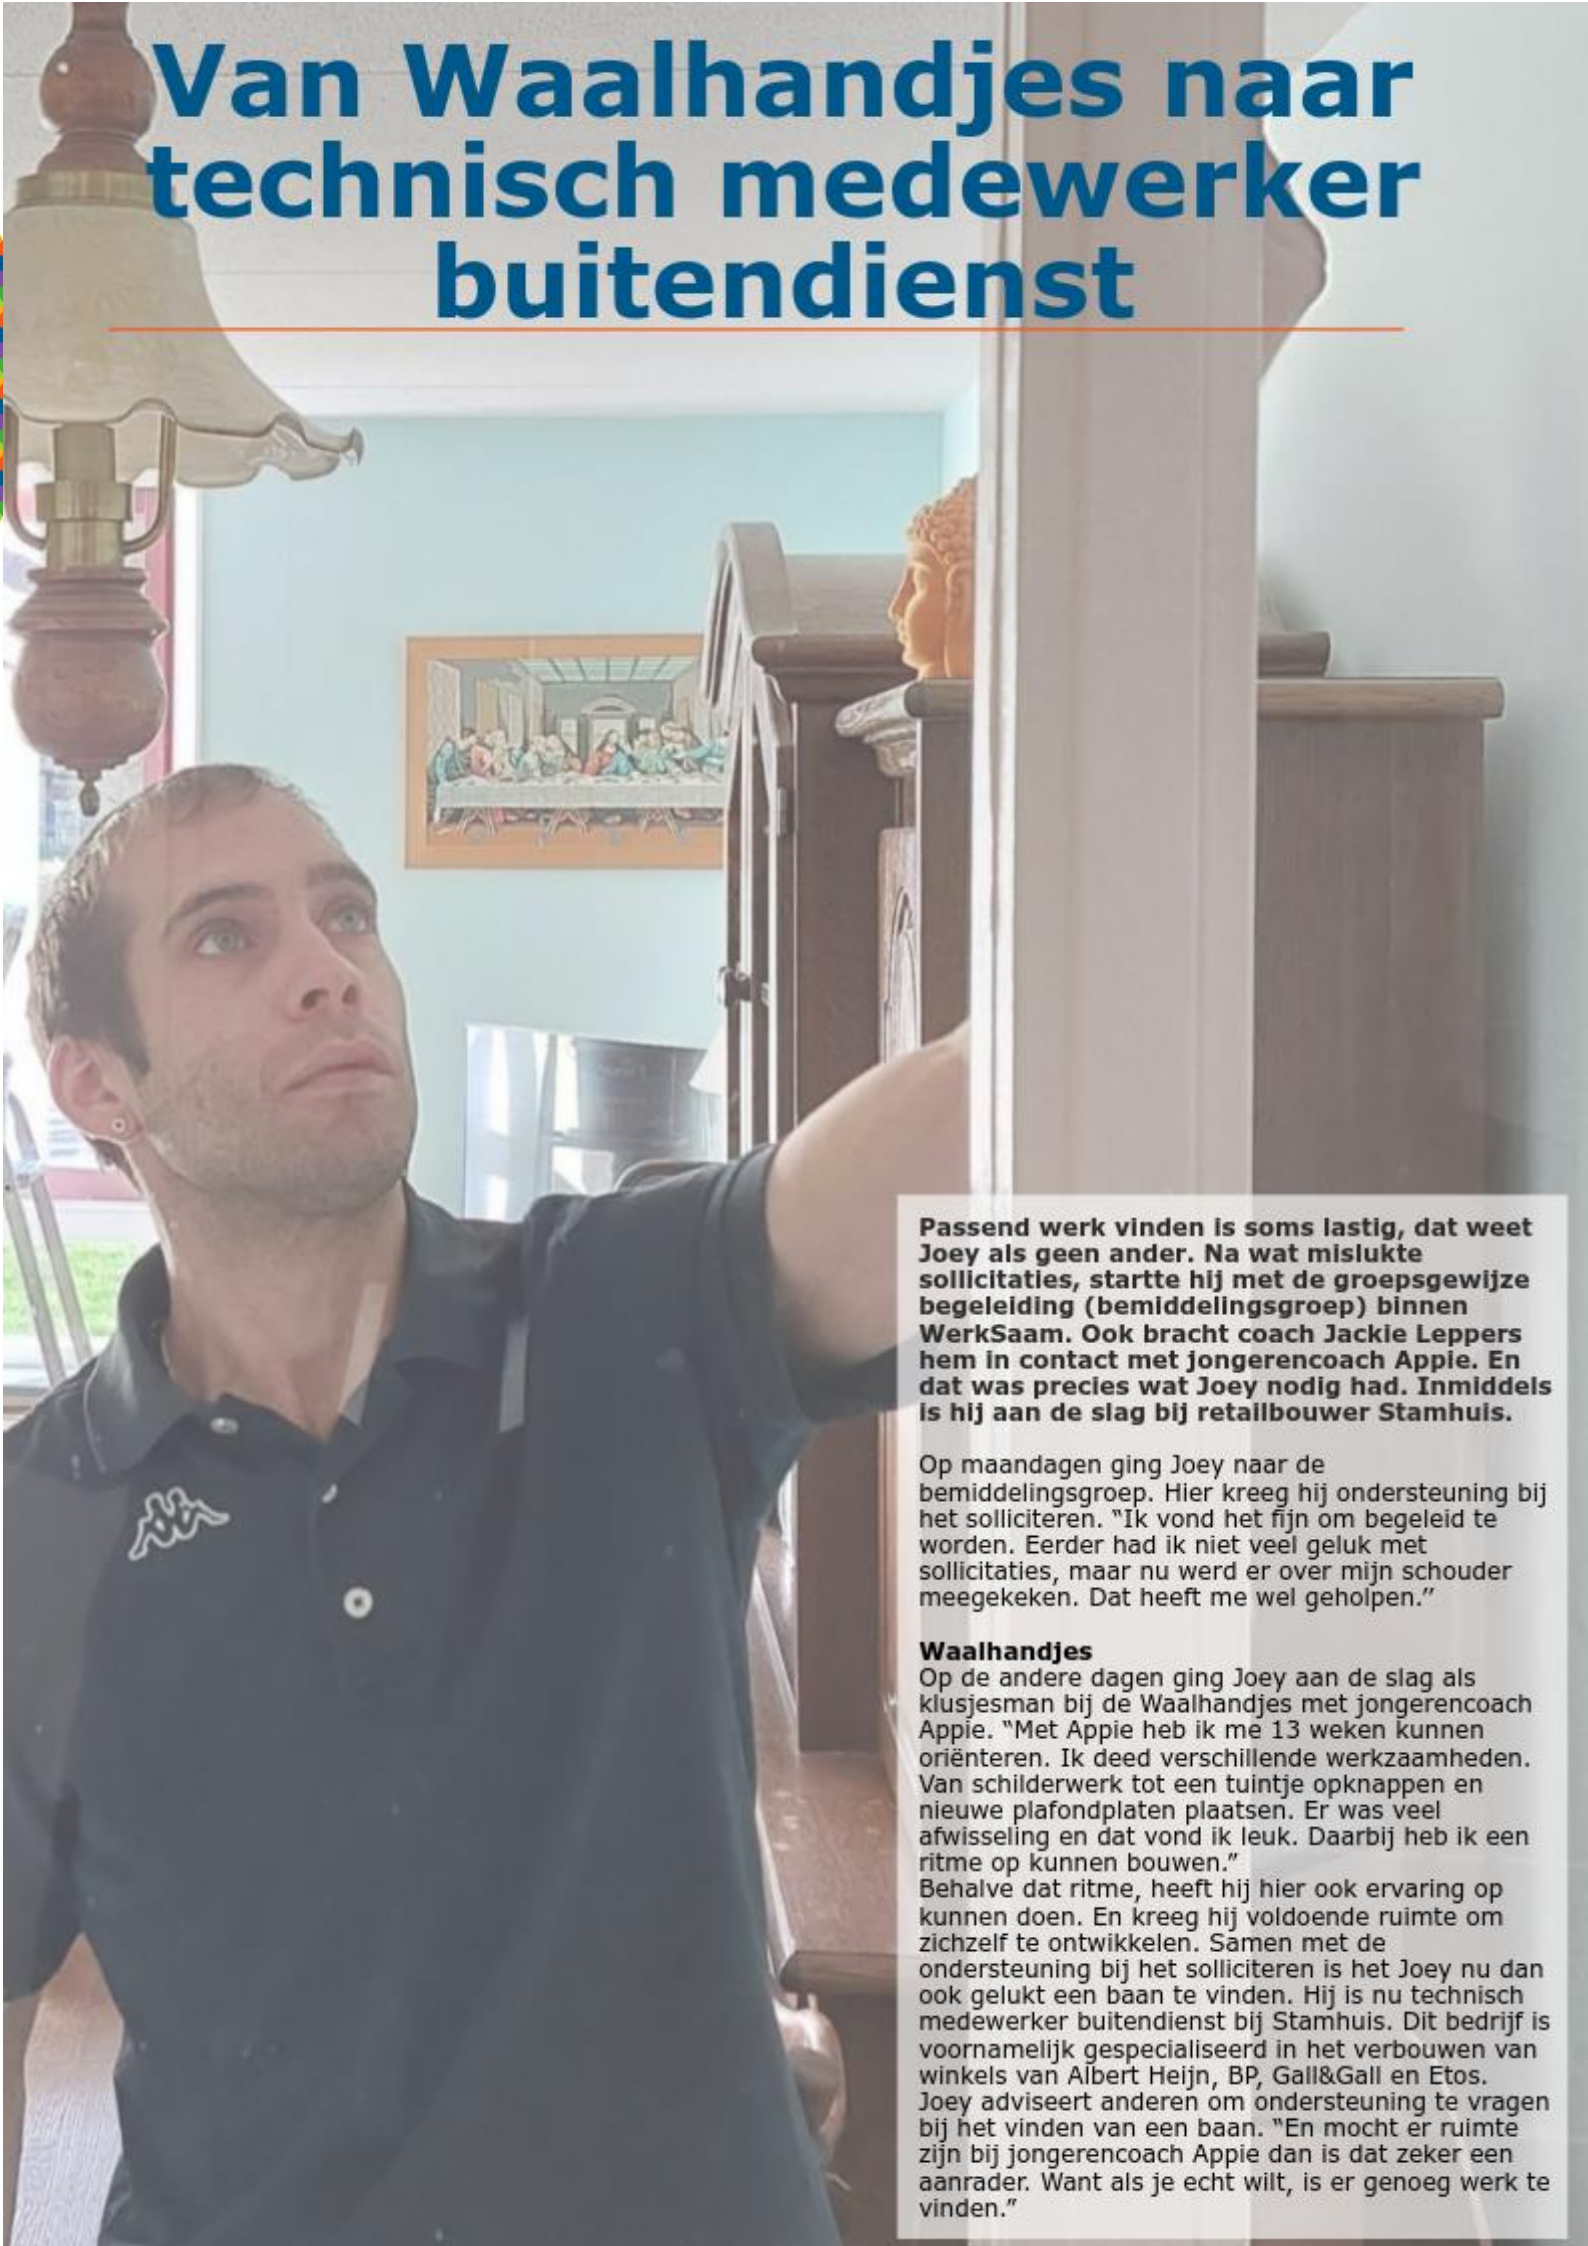 Van Waalhandjes naar
technisch medewerker
buitendienst
Passend werk vinden is soms lastig, dat weet
Joey als geen ander. Na wat mislukte
sollicitaties, startte hij met de groepsgewijze
begeleiding (bemiddelingsgroep) binnen
WerkSaam. Ook bracht coach Jackie Leppers
hem in contact met jongerencoach Appie. En
dat was precies wat Joey nodig had. Inmiddels
is hij aan de slag bij retailbouwer Stamhuis.
Op maandagen ging Joey naar de
bemiddelingsgroep. Hier kreeg hij ondersteuning bij
het solliciteren. “Ik vond het fijn om begeleid te
worden. Eerder had ik niet veel geluk met
sollicitaties, maar nu werd er over mijn schouder
meegekeken. Dat heeft me wel geholpen.”
Waalhandjes
Op de andere dagen ging Joey aan de slag als
klusjesman bij de Waalhandjes met jongerencoach
Appie. “Met Appie heb ik me 13 weken kunnen
oriënteren. Ik deed verschillende werkzaamheden.
Van schilderwerk tot een tuintje opknappen en
nieuwe plafondplaten plaatsen. Er was veel
afwisseling en dat vond ik leuk. Daarbij heb ik een
ritme op kunnen bouwen.”
Behalve dat ritme, heeft hij hier ook ervaring op
kunnen doen. En kreeg hij voldoende ruimte om
zichzelf te ontwikkelen. Samen met de
ondersteuning bij het solliciteren is het Joey nu dan
ook gelukt een baan te vinden. Hij is nu technisch
medewerker buitendienst bij Stamhuis. Dit bedrijf is
voornamelijk gespecialiseerd in het verbouwen van
winkels van Albert Heijn, BP, Gall&Gall en Etos.
Joey adviseert anderen om ondersteuning te vragen
bij het vinden van een baan. “En mocht er ruimte
zijn bij jongerencoach Appie dan is dat zeker een
aanrader. Want als je echt wilt, is er genoeg werk te
vinden.”